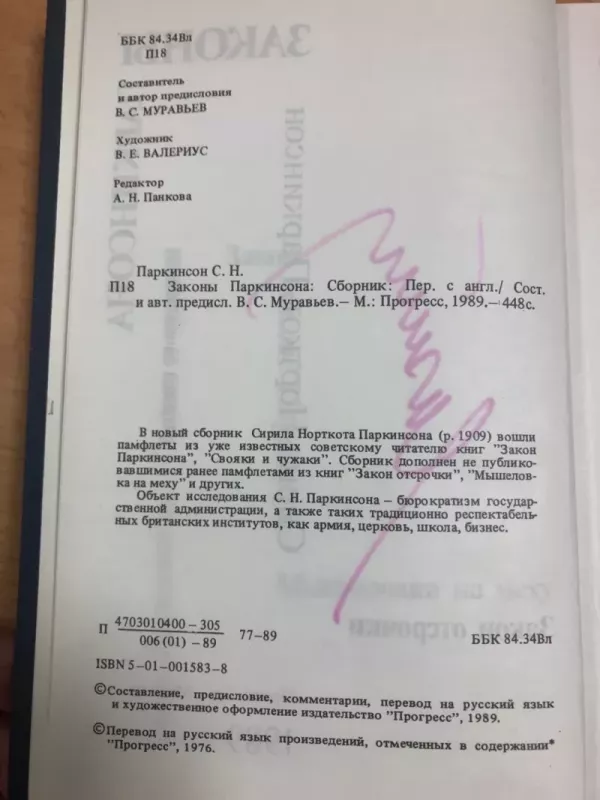 ББК 84.34Вл
П18
Составитель
и автор предисловия
В. С. МУРАВЬЕВ
Художник
В. Е. ВАЛЕРИУС
Редактор
А. Н. Панкова
Паркинсон С. Н.
П18 Законы Паркинсона: Сборник: Пер. с англ./ Сост.
и авт. предисл. В. С. Муравьев.– М.: Прогресс, 1989.– 448с.
В новый сборник Сирила Норткота Паркинсона (р. 1909) вошли
памфлеты из уже известных советскому читателю книг "Закон
Паркинсона", "Свояки и чужаки". Сборник дополнен не публико-
вавшимися ранее памфлетами из книг "Закон отсрочки", "Мышелов-
ка на меху" и других.
Объект исследования С. Н. Паркинсона – бюрократизм государ-
ственной администрации, а также таких традиционно респектабель-
ных британских институтов, как армия, церковь, школа, бизнес.
П 4703010400 – 305
006 (01) – 89 77–89 ББК 84.34Вл
ISBN 5–01–001583–8
©Составление, предисловие, комментарии, перевод на русский язык
и художественное оформление издательство "Прогресс", 1989.
©Перевод на русский язык произведений, отмеченных в содержании*
"Прогресс", 1976.